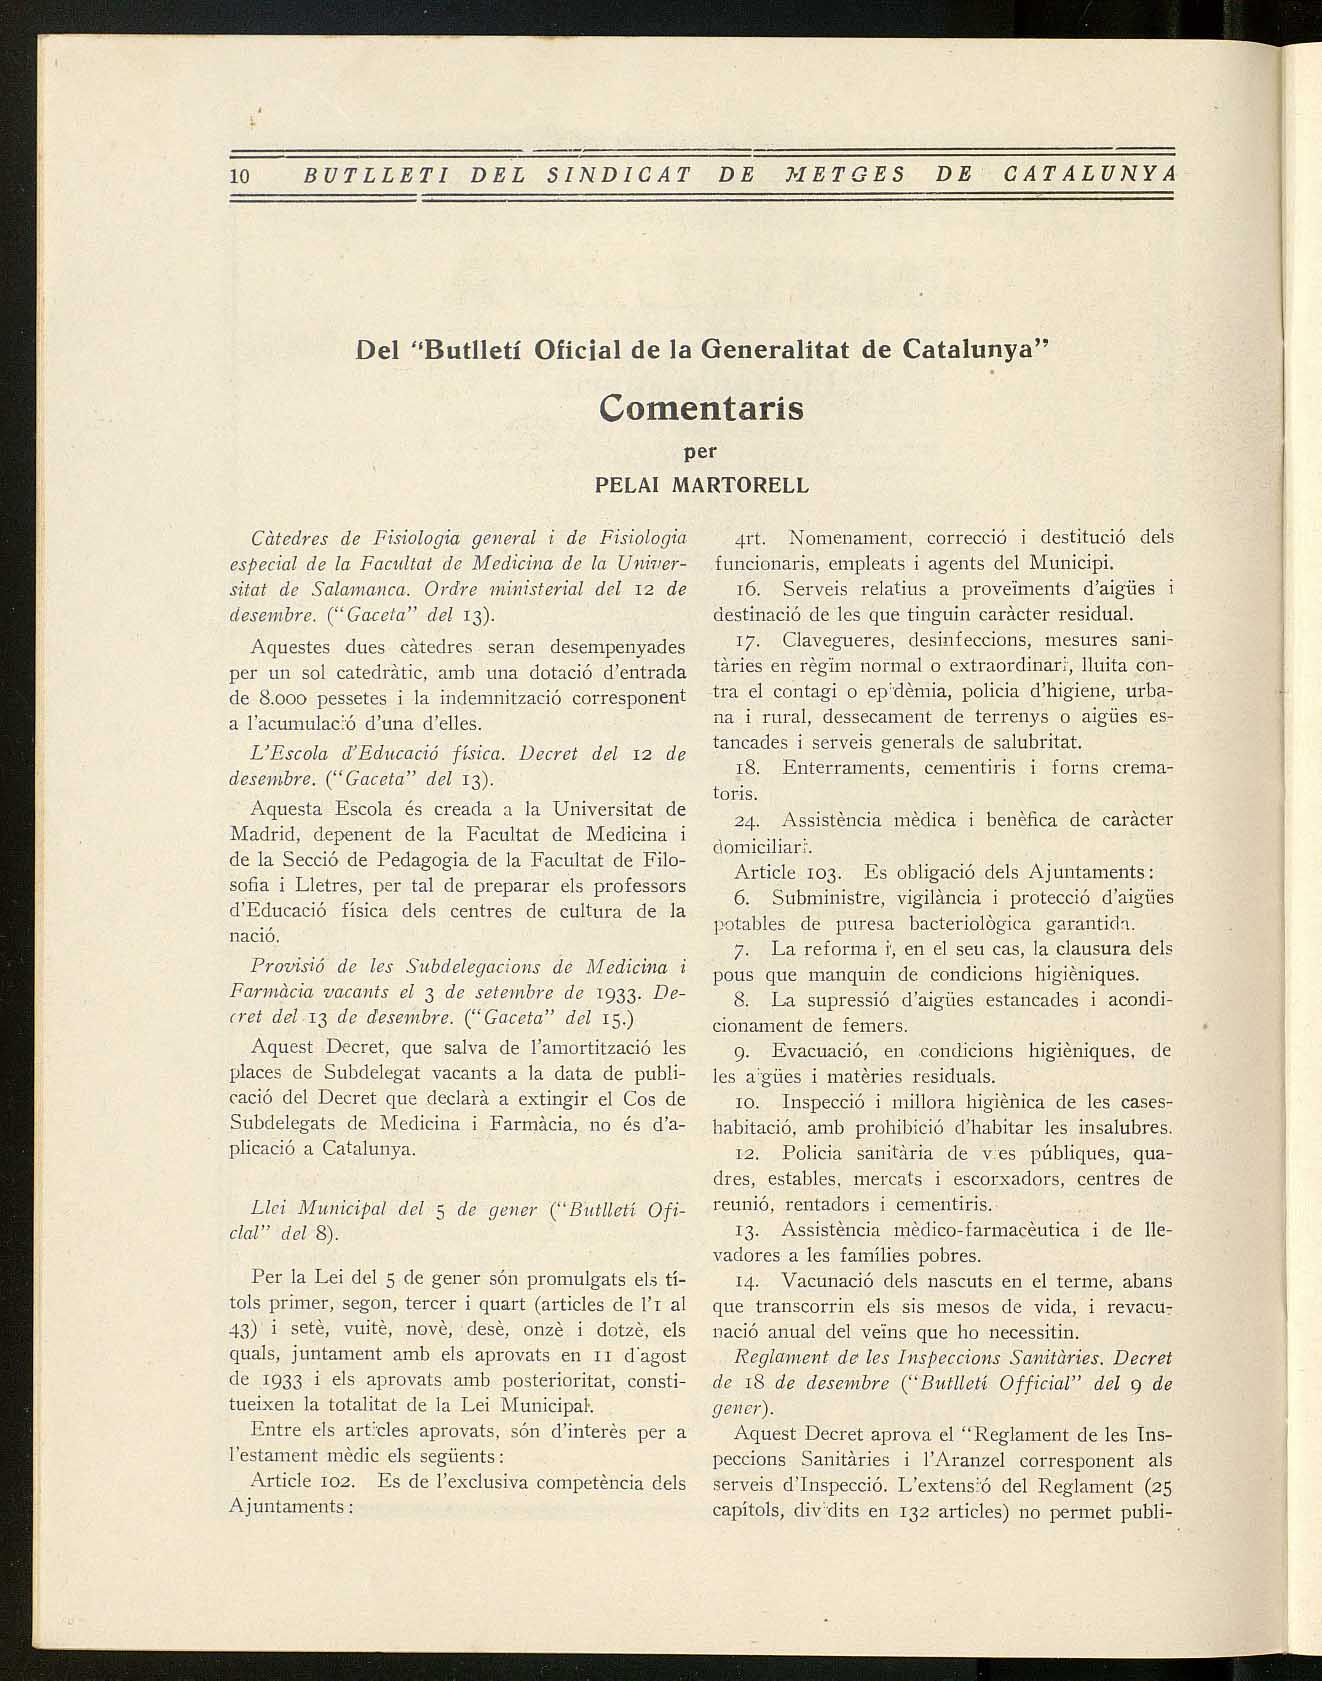 10 BUTLLETI DEL SINDICAT DE METGES DE CATALUNYA
Del "Butlletí Oficial de la Generalitat de Catalunya"
Comentaris
per
PELAI MARTORELL
Càtedres de Fisiologia general i de Fisiologia
especial de la Facultat de Medicina de la Univer-
sitat de Salamanca. Ordre ministerial del 12 de
desembre. ("Gaceta" del 13).
Aquestes dues càtedres seran desempenyades
per un sol catedràtic, amb una dotació d'entrada
de 8.000 pessetes i la indemnització corresponent
a l'acumulació d'una d'elles.
L'Escola d'Educació física. Decret del 12 de
desembre. ("Gaceta" del 13).
Aquesta Escola és creada a la Universitat de
Madrid, depenent de la Facultat de Medicina i
de la Secció de Pedagogia de la Facultat de Filo-
sofia i Lletres, per tal de preparar els professors
d'Educació física dels centres de cultura de la
nació.
Provisió de les Subdelegacions de Medicina i
Farmàcia vacants el 3 de setembre de 1933. De-
cret del 13 de desembre. ("Gaceta" del 15.)
Aquest Decret, que salva de l'amortització les
places de Subdelegat vacants a la data de publi-
cació del Decret que declarà a extingir el Cos de
Subdelegats de Medicina i Farmàcia, no és d'a-
plicació a Catalunya.
Llei Municipal del 5 de gener ("Butlletí Ofi-
cial" del 8).
Per la Lei del 5 de gener són promulgats els tí-
tols primer, segon, tercer i quart (articles de l'1 al
43) i setè, vuitè, novè, desè, onzè i dotzè, els
quals, juntament amb els aprovats en 11 d'agost
de 1933 i els aprovats amb posterioritat, consti-
tueixen la totalitat de la Lei Municipal.
Entre els articles aprovats, són d'interès per a
l'estament mèdic els següents:
Article 102. Es de l'exclusiva competència dels
Ajuntaments:
4rt. Nomenament, correcció i destitució dels
funcionaris, empleats i agents del Municipi.
16. Serveis relatius a proveïments d'aigües i
destinació de les que tinguin caràcter residual.
17. Clavegueres, desinfeccions, mesures sani-
tàries en règim normal o extraordinari, lluita con-
tra el contagi o epidèmia, policia d'higiene, urba-
na i rural, dessecament de terrenys o aigües es-
tancades i serveis generals de salubritat.
18. Enterraments, cementiris i forns crema-
toris.
24. Assistència mèdica i benèfica de caràcter
domiciliari.
Article 103. Es obligació dels Ajuntaments:
6. Subministre, vigilància i protecció d'aigües
potables de puresa bacteriològica garantida.
7. La reforma i, en el seu cas, la clausura dels
pous que manquin de condicions higièniques.
8. La supressió d'aigües estancades i acondi-
cionament de femers.
9. Evacuació, en condicions higièniques, de
les aigües i matèries residuals.
10. Inspecció i millora higiènica de les cases-
habitació, amb prohibició d'habitar les insalubres.
12. Policia sanitària de vies públiques, qua-
dres, estables, mercats i escorxadors, centres de
reunió, rentadors i cementiris.
13. Assistència mèdico-farmacèutica i de lle-
vadores a les famílies pobres.
14. Vacunació dels nascuts en el terme, abans
que transcorrin els sis mesos de vida, i revacu-
nació anual del veïns que ho necessitin.
Reglament de les Inspeccions Sanitàries. Decret
de 18 de desembre ("Butlletí Official" del 9 de
gener).
Aquest Decret aprova el "Reglament de les Ins-
peccions Sanitàries i l'Aranzel corresponent als
serveis d'Inspecció. L'extensió del Reglament (25
capítols, dividits en 132 articles) no permet publi-